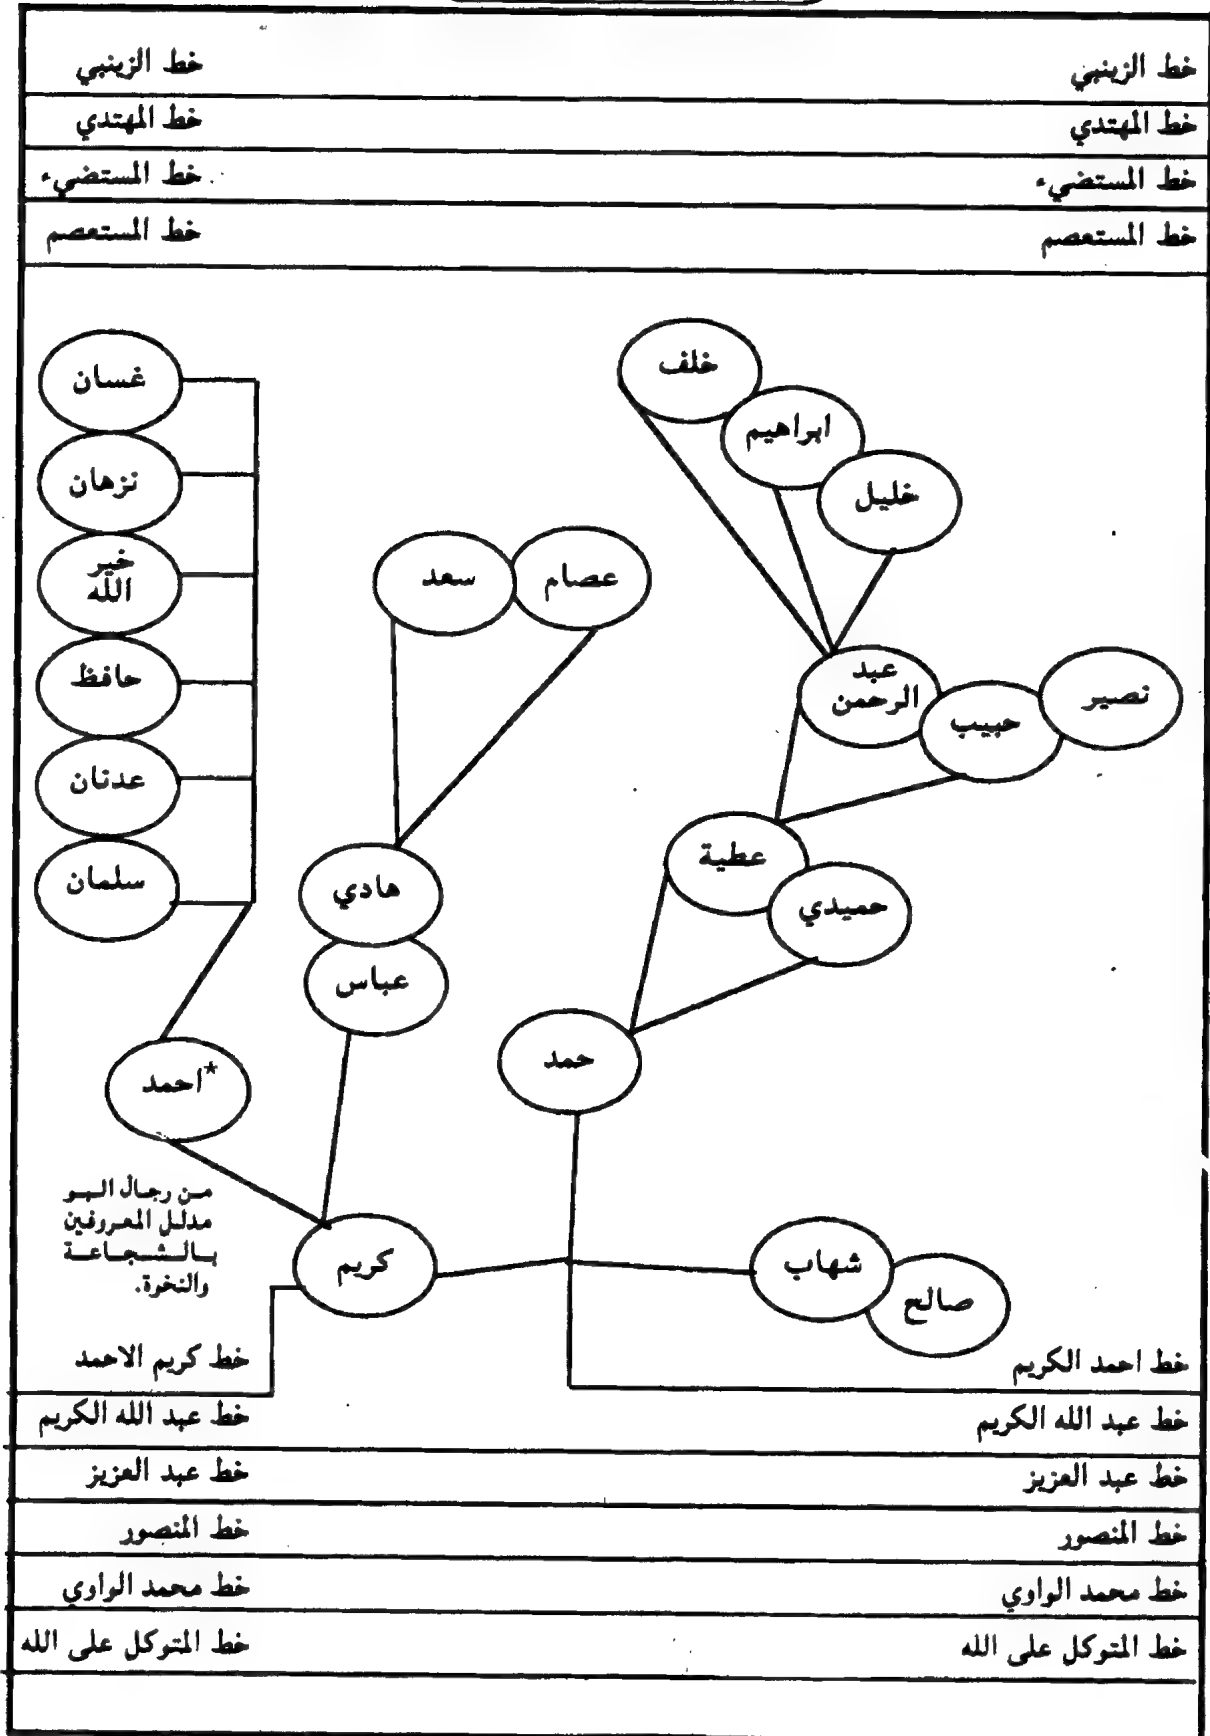 خط الزينبي
خط الزينبي
خط المهتدي
خط المهتدي
خط المستضيء
خط المستضيء
خط المستعصم
خط المستعصم
خلف
ابراهيم
خليل
عصام
سعد
عبد
الرحمن
حبيب
نصير
عطية
حميدي
حمد
غسان
نزهان
خير
الله
حافظ
عدنان
سلمان
هادي
عباس
*احمد
من رجال البو
مدلل المعروفين
بالشجاعة
والنخوة.
كريم
شهاب
صالح
خط احمد الكريم
خط كريم الاحمد
خط عبد الله الكريم
خط عبد الله الكريم
خط عبد العزيز
خط عبد العزيز
خط المنصور
خط المنصور
خط محمد الراوي
خط محمد الراوي
خط المتوكل على الله
خط المتوكل على الله